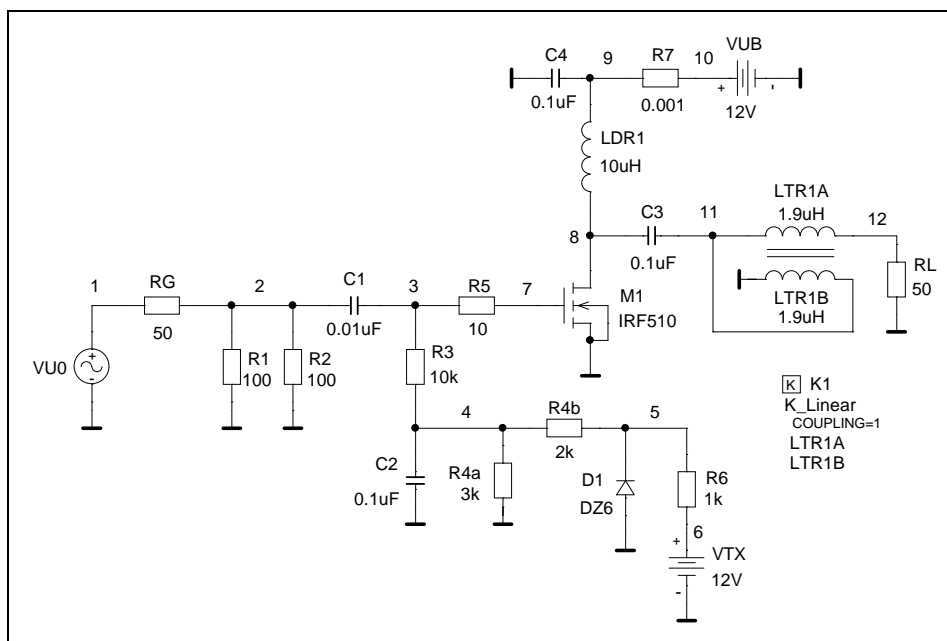 C4
9
R7
10
VUB
0.1uF
0.001
+
-
12V
LDR1
10uH
LTR1A
1.9uH
8
C3
11
12
0.1uF
RL
50
LTR1B
1.9uH
1
RG
2
C1
3
R5
7
M1
IRF510
50
0.01uF
10
VU0
+
-
R1
100
R2
100
R3
10k
K K1
K_Linear
COUPLING=1
LTR1A
LTR1B
4
R4b
5
2k
C2
0.1uF
R4a
3k
D1
DZ6
R6
1k
6
+
VTX
12V
-